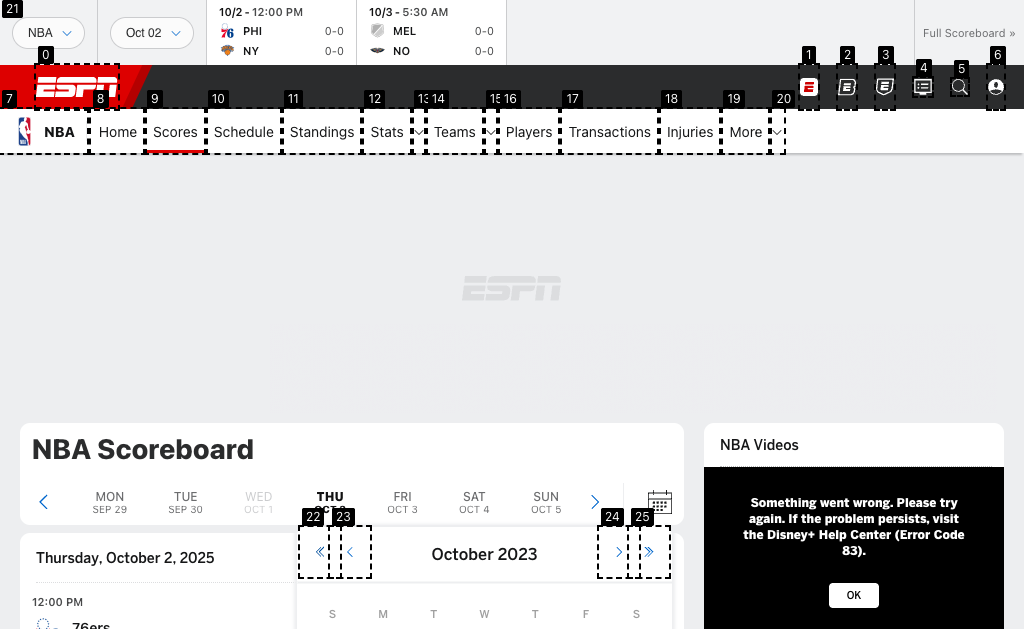 21
NBA
Oct 02
10/2 - 12:00 PM
PHI 0-0
NY 0-0
10/3 - 5:30 AM
MEL 0-0
NO 0-0
Full Scoreboard »
0
1
2
3
4
5
6
ESPN
7 8 9 10 11 12 13 14 15 16 17 18 19 20
NBA Home Scores Schedule Standings Stats Teams Players Transactions Injuries More
ESPN
NBA Scoreboard
MON TUE WED THU FRI SAT SUN
SEP 29 SEP 30 OCT 1 OCT 2 OCT 3 OCT 4 OCT 5
22 23 24 25
Thursday, October 2, 2025
October 2023
12:00 PM
S M T W T F S
76ers
NBA Videos
Something went wrong. Please try
again. If the problem persists, visit
the Disney+ Help Center (Error Code
83).
OK